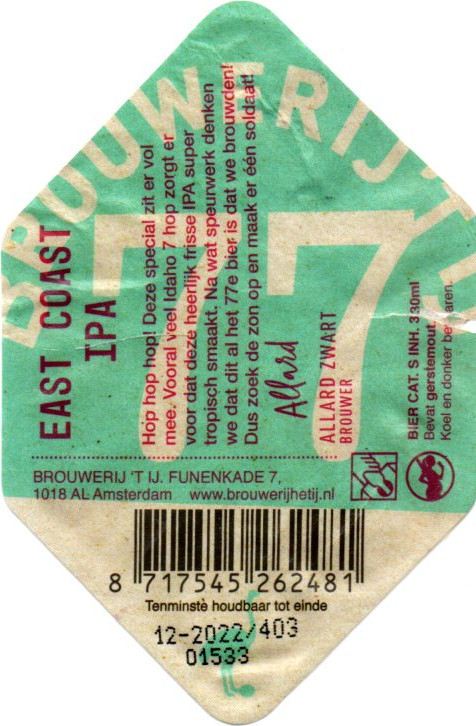 BROUWERIJ 'T IJ
77
EAST COAST
IPA
Hop hop hop! Deze special zit er vol
mee. Vooral veel Idaho 7 hop zorgt er
voor dat deze heerlijk frisse IPA super
tropisch smaakt. Na wat speurwerk denken
we dat dit al het 77e bier is dat we brouwden!
Dus zoek de zon op en maak er één soldaat!
Allard
ALLARD ZWART
BROUWER
BIER CAT. S INH. 330ml
Bevat gerstemout.
Koel en donker bewaren.
BROUWERIJ 'T IJ. FUNENKADE 7,
1018 AL Amsterdam www.brouwerijhetij.nl
8 717545 262481
Tenminste houdbaar tot einde
12-2022/403
01533